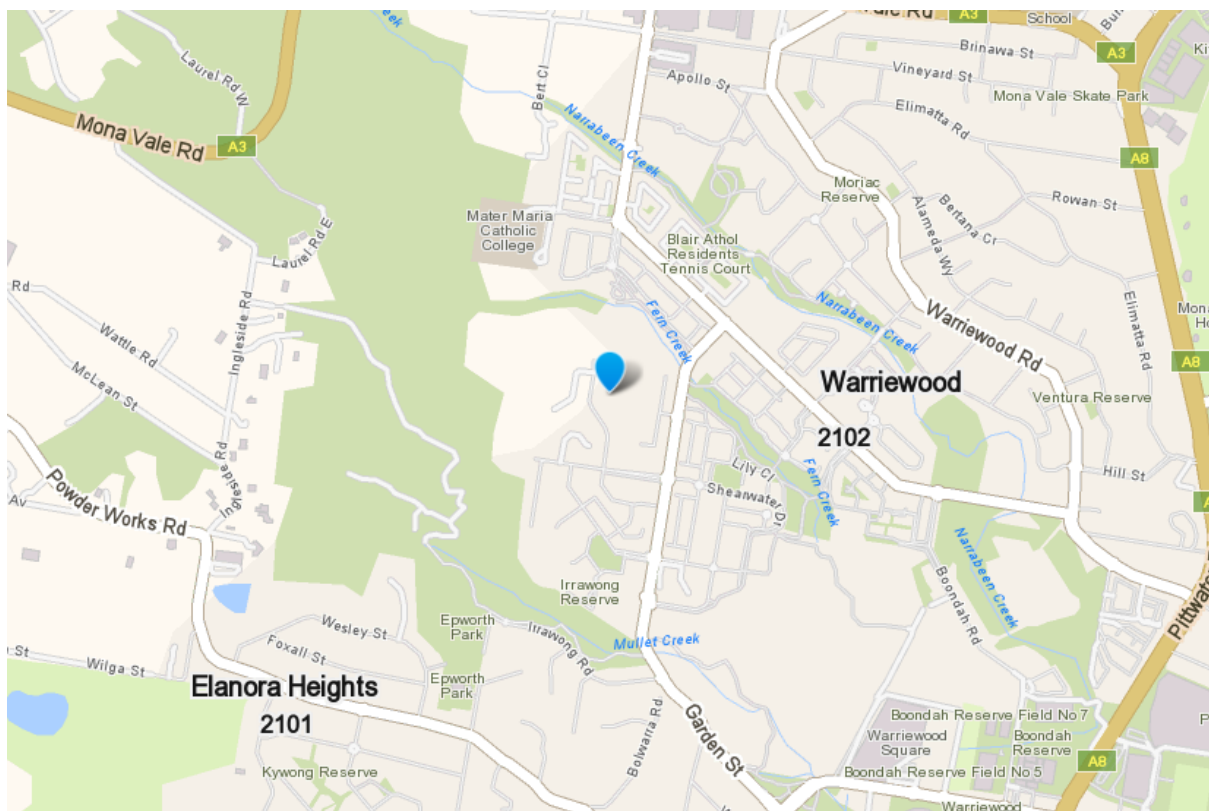 Vale Rd
A3
School
Brinawa St
Vineyard St
A3
Mona Vale Skate Park
Laurel Rd W
Mona Vale Rd
A3
Bert Cl
Apollo St
Narrabeen Creek
Elimatta Rd
A8
Moriac
Reserve
Rowan St
Bertana Cr
Alameda Wy
Mater Maria
Catholic
College
Blair Athol
Residents
Tennis Court
Laurel Rd E
Rd
Wattle Rd
Ingleside Rd
McLean St
Fern Creek
Narrabeen Creek
Warriewood Rd
Elimatta Rd
A8
Warriewood
2102
Ventura Reserve
Hill St
Lily Cl
Shearwater Dr
Fern Creek
Ingleside Rd
Powder Works Rd
Av
Narrabeen Creek
Boondah Rd
Irrawong
Reserve
Epworth
Park
Wesley St
Foxall St
Irrawong Rd
Mullet Creek
Wilga St
Epworth
Park
Elanora Heights
2101
Bolwarra Rd
Garden St
Boondah Reserve Field No 7
Warriewood
Square
Boondah
Reserve
A8
Boondah Reserve Field No 5
Kywong Reserve
Warriewood